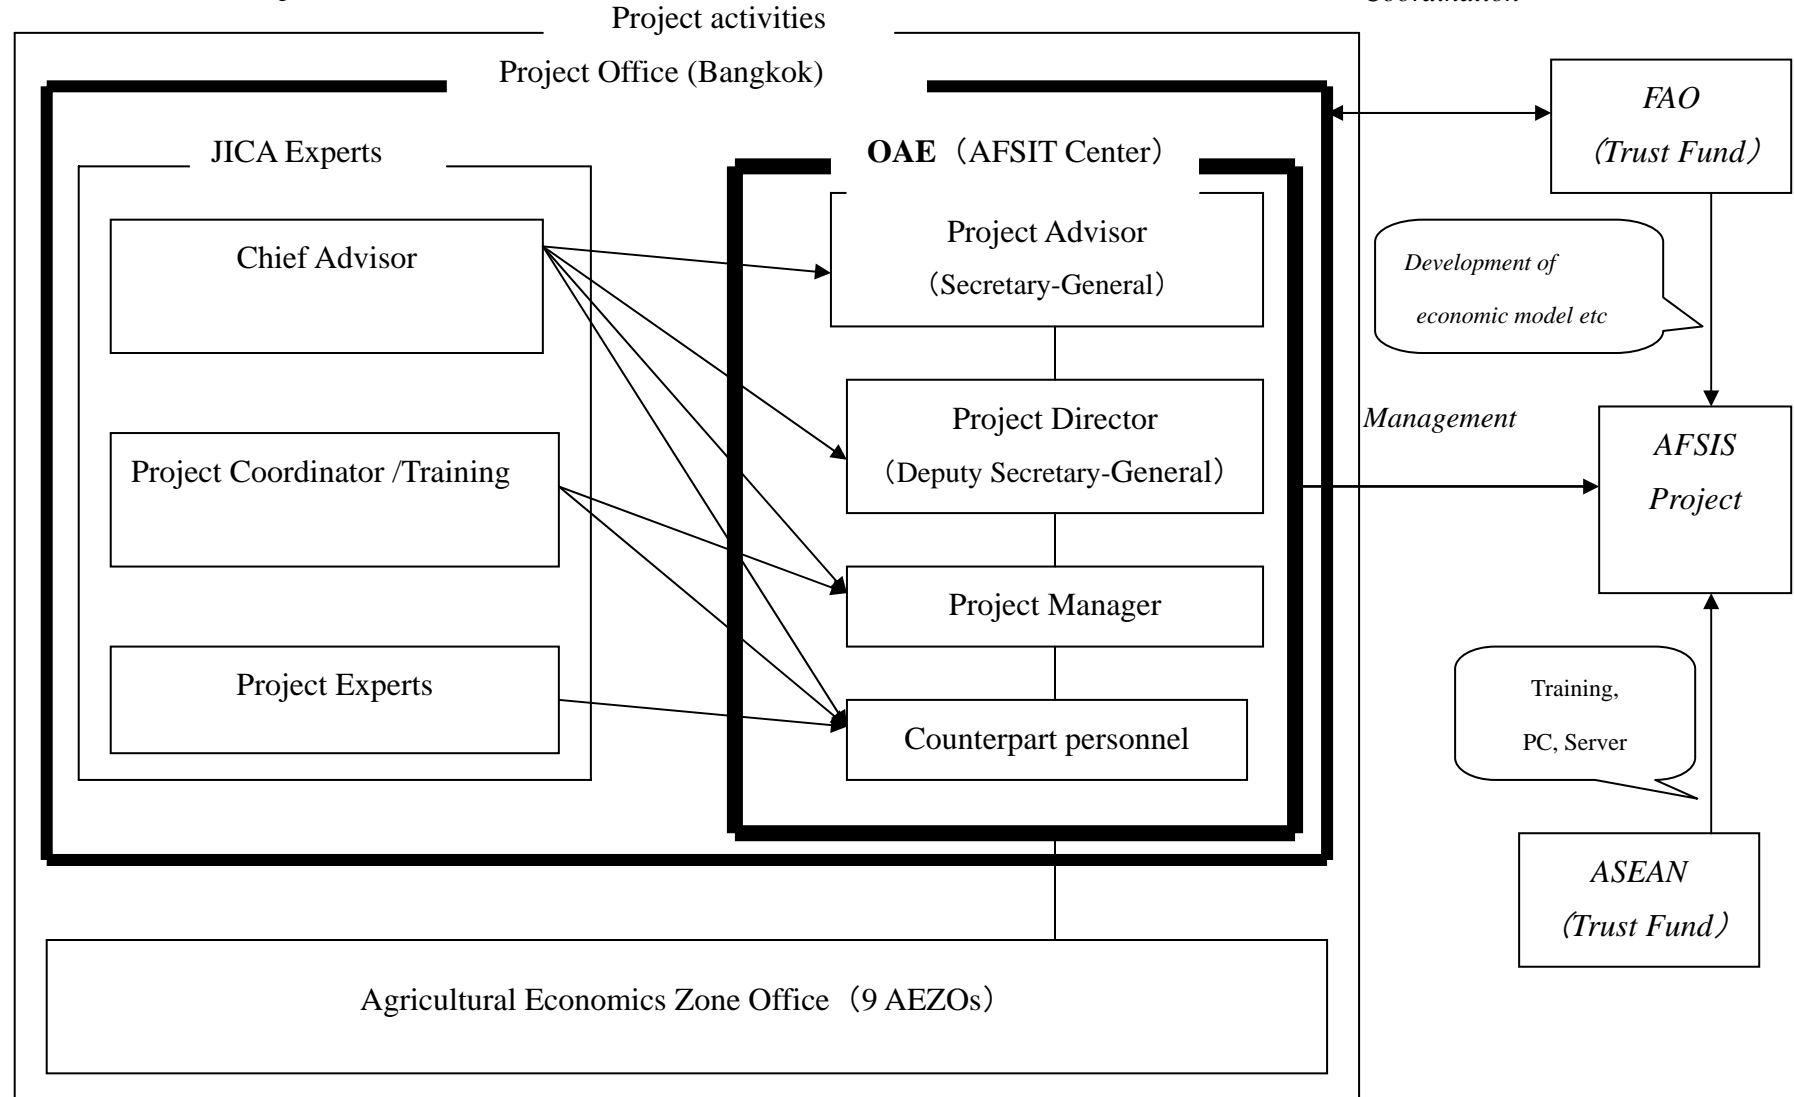 Project activities
Project Office (Bangkok)
JICA Experts
OAE（AFSIT Center）
Chief Advisor
Project Coordinator /Training
Project Experts
Project Advisor
（Secretary-General）
Project Director
（Deputy Secretary-General）
Project Manager
Counterpart personnel
Agricultural Economics Zone Office（9 AEZOs）
FAO
（Trust Fund）
Development of
economic model etc
Management
AFSIS
Project
Training,
PC, Server
ASEAN
（Trust Fund）